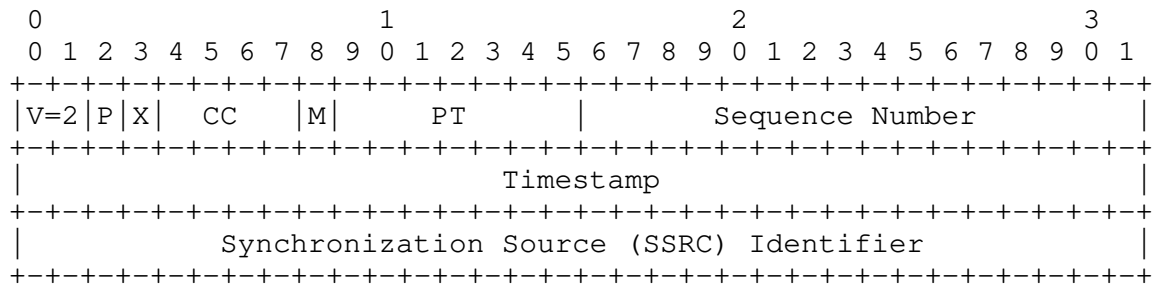 0                   1                   2                   3
 0 1 2 3 4 5 6 7 8 9 0 1 2 3 4 5 6 7 8 9 0 1 2 3 4 5 6 7 8 9 0 1
+-+-+-+-+-+-+-+-+-+-+-+-+-+-+-+-+-+-+-+-+-+-+-+-+-+-+-+-+-+-+-+-+
|V=2|P|X|  CC   |M|     PT      |       Sequence Number         |
+-+-+-+-+-+-+-+-+-+-+-+-+-+-+-+-+-+-+-+-+-+-+-+-+-+-+-+-+-+-+-+-+
|                           Timestamp                           |
+-+-+-+-+-+-+-+-+-+-+-+-+-+-+-+-+-+-+-+-+-+-+-+-+-+-+-+-+-+-+-+-+
|           Synchronization Source (SSRC) Identifier            |
+-+-+-+-+-+-+-+-+-+-+-+-+-+-+-+-+-+-+-+-+-+-+-+-+-+-+-+-+-+-+-+-+